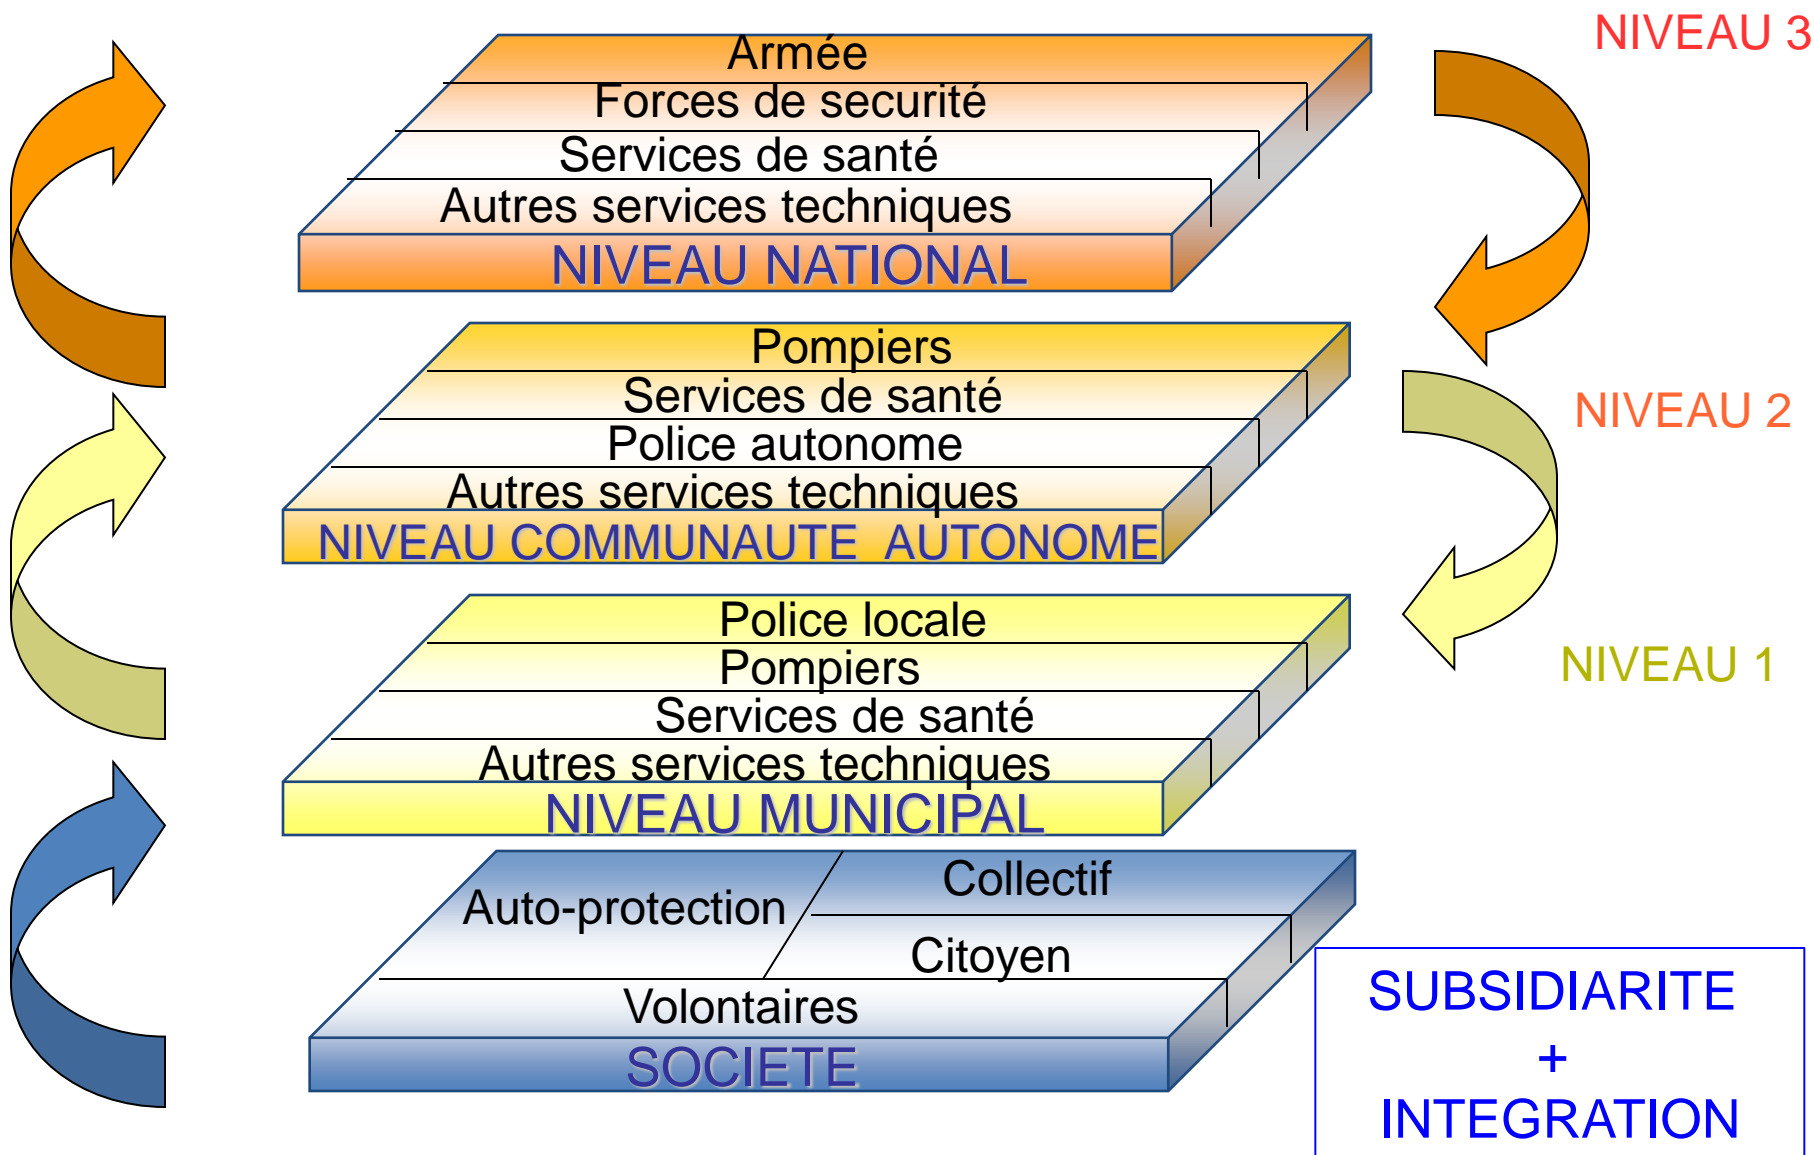 NIVEAU 3
Armée
Forces de securité
Services de santé
Autres services techniques
NIVEAU NATIONAL
Pompiers
Services de santé
Police autonome
Autres services techniques
NIVEAU COMMUNAUTE AUTONOME
NIVEAU 2
Police locale
Pompiers
Services de santé
Autres services techniques
NIVEAU MUNICIPAL
NIVEAU 1
Collectif
Auto-protection
Citoyen
Volontaires
SOCIETE
SUBSIDIARITE
+
INTEGRATION